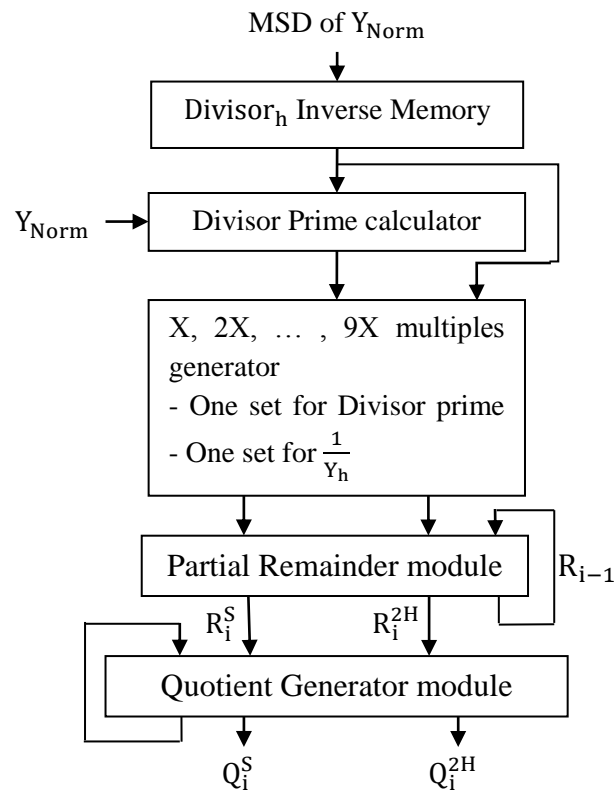 MSD of Y_Norm
Divisor_h Inverse Memory
Y_Norm
Divisor Prime calculator
X, 2X, … , 9X multiples
generator
- One set for Divisor prime
- One set for 1/Y_h
Partial Remainder module
R_{i−1}
R_i^S
R_i^{2H}
Quotient Generator module
Q_i^S
Q_i^{2H}